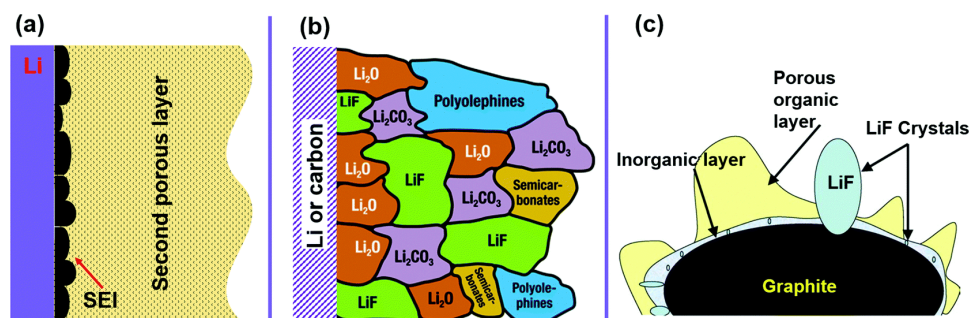 (a)
Li
SEI
Second porous layer
(b)
Li or carbon
Li₂O
Polyolephines
LiF
Li₂CO₃
Li₂O
Li₂CO₃
Li₂O
LiF
Li₂CO₃
Semicar-
bonates
Li₂O
LiF
Li₂O
Li₂CO₃
LiF
Li₂O
Semicar-
bonates
Polyole-
phines
(c)
Porous
organic
layer
LiF Crystals
Inorganic layer
LiF
Graphite